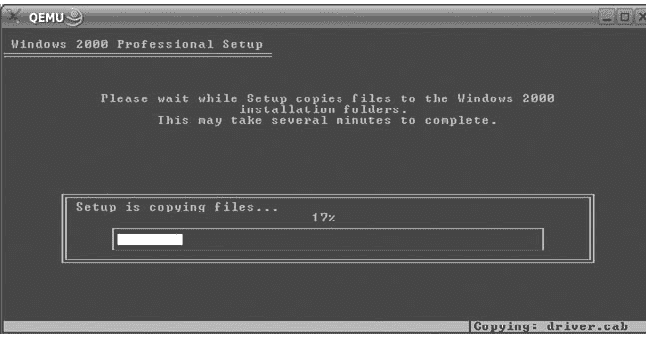 QEMU
Windows 2000 Professional Setup
Please wait while Setup copies files to the Windows 2000
installation folders.
This may take several minutes to complete.
Setup is copying files...
17%
Copying: driver.cab